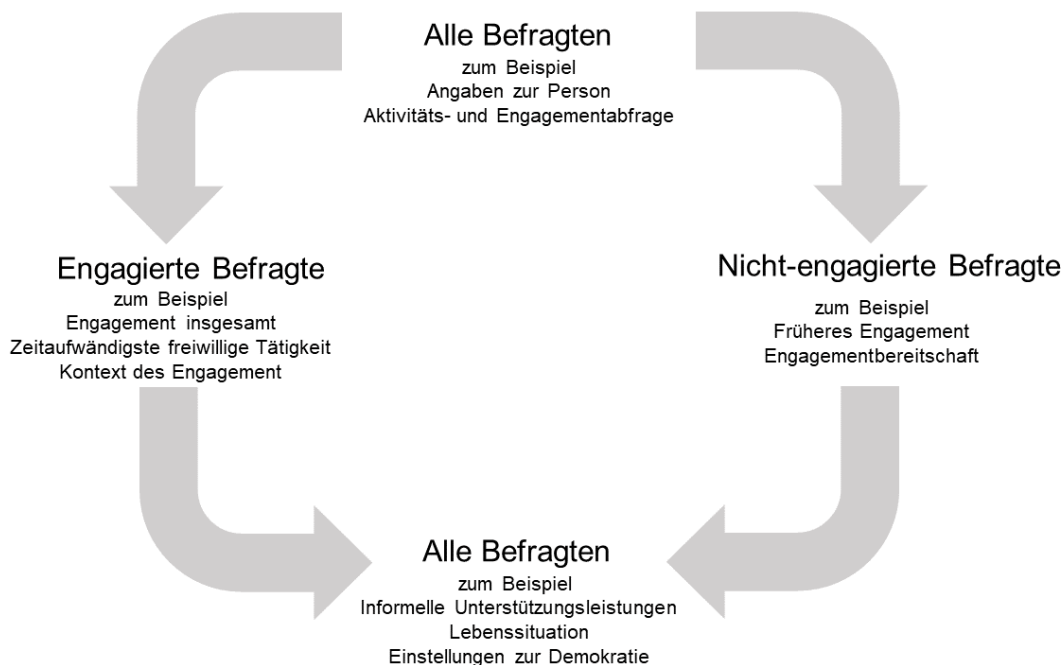 Alle Befragten
zum Beispiel
Angaben zur Person
Aktivitäts- und Engagementabfrage
Engagierte Befragte
zum Beispiel
Engagement insgesamt
Zeitaufwändigste freiwillige Tätigkeit
Kontext des Engagement
Nicht-engagierte Befragte
zum Beispiel
Früheres Engagement
Engagementbereitschaft
Alle Befragten
zum Beispiel
Informelle Unterstützungsleistungen
Lebenssituation
Einstellungen zur Demokratie